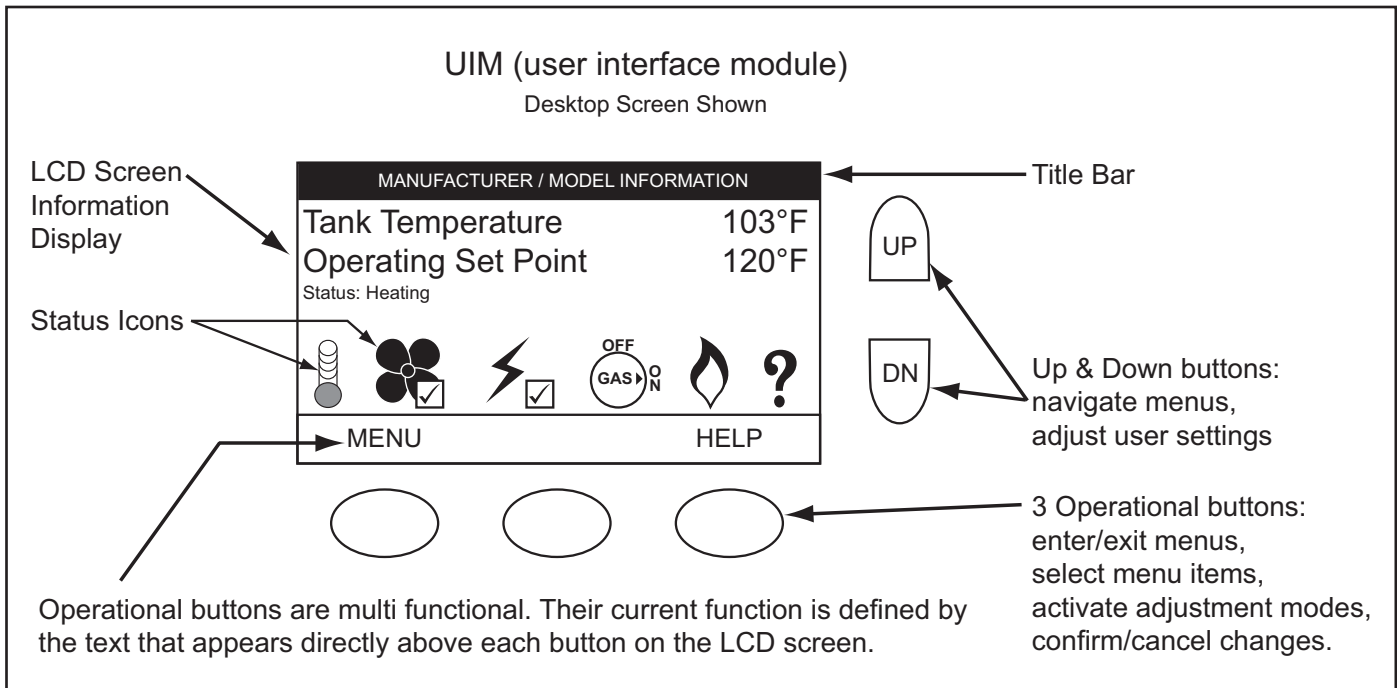 UIM (user interface module)
Desktop Screen Shown
LCD Screen
Information
Display
MANUFACTURER / MODEL INFORMATION
Title Bar
Tank Temperature 103°F
Operating Set Point 120°F
Status: Heating
UP
Status Icons
OFF
GAS
ON
?
DN
Up & Down buttons:
navigate menus,
adjust user settings
MENU HELP
3 Operational buttons:
enter/exit menus,
select menu items,
activate adjustment modes,
confirm/cancel changes.
Operational buttons are multi functional. Their current function is defined by
the text that appears directly above each button on the LCD screen.